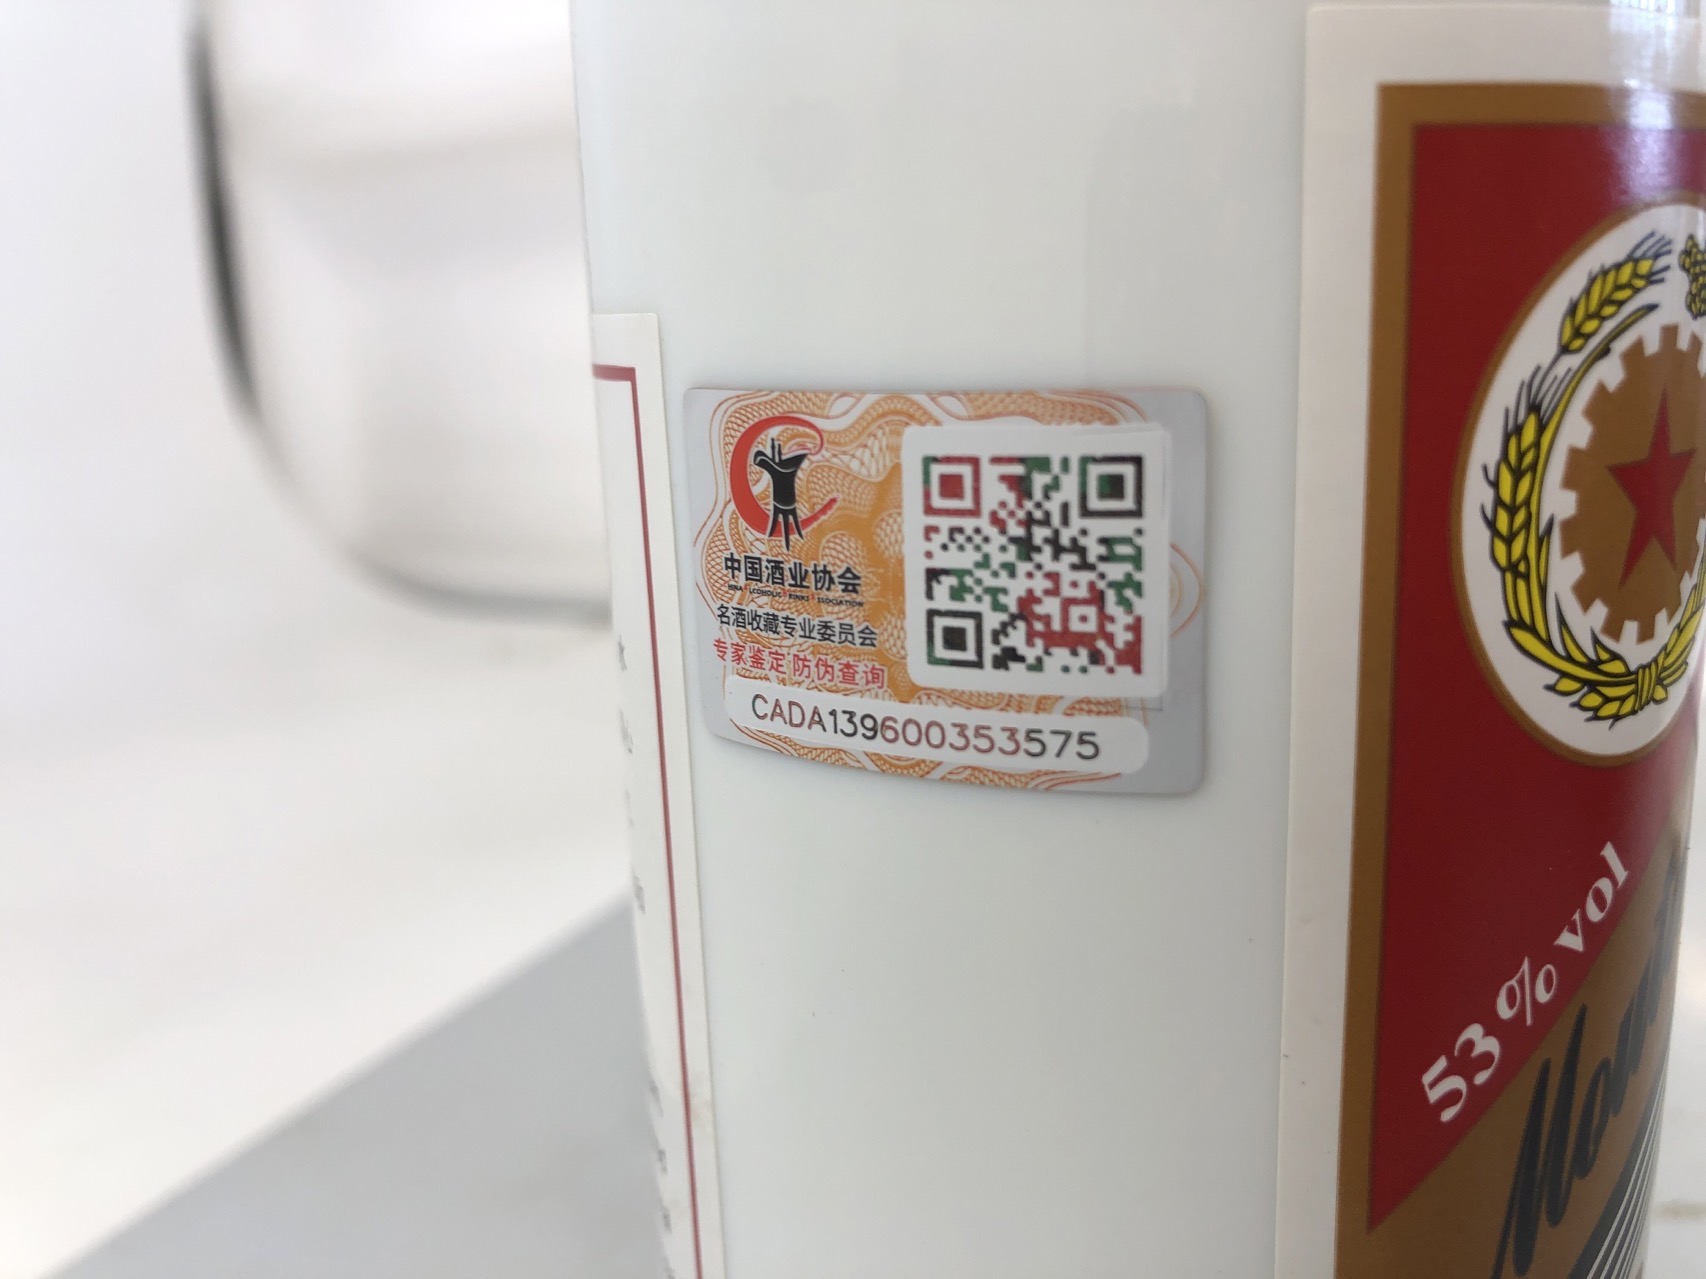 中国酒业协会
名酒收藏专业委员会
专家鉴定 防伪查询
CADA139600353575
53 % vol